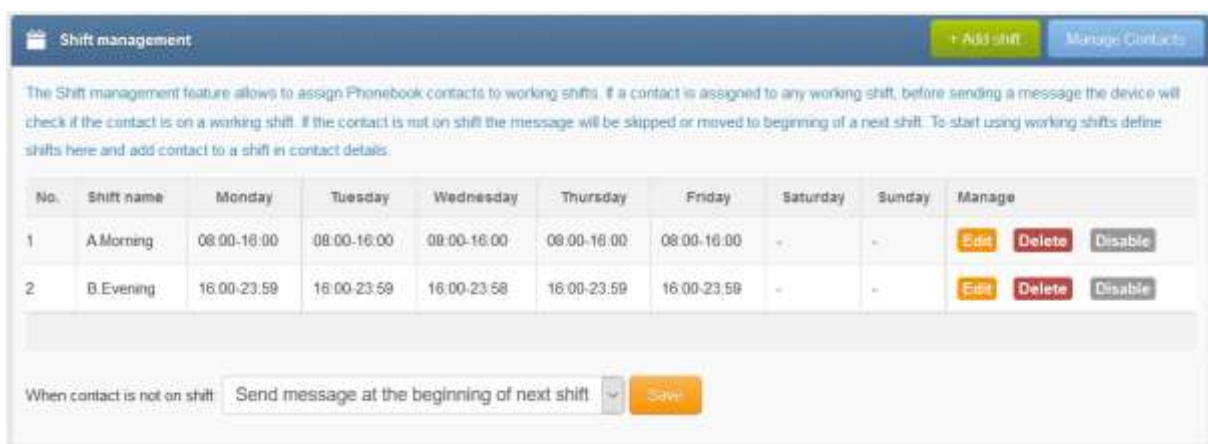 Shift management + Add shift Manage Contacts
The Shift management feature allows to assign Phonebook contacts to working shifts. If a contact is assigned to any working shift, before sending a message the device will
check if the contact is on a working shift. If the contact is not on shift the message will be skipped or moved to beginning of a next shift. To start using working shifts define
shifts here and add contact to a shift in contact details.
No. Shift name Monday Tuesday Wednesday Thursday Friday Saturday Sunday Manage
1 A.Morning 08:00-16:00 08:00-16:00 08:00-16:00 08:00-16:00 08:00-16:00 - - Edit Delete Disable
2 B.Evening 16:00-23:59 16:00-23:59 16:00-23:58 16:00-23:59 16:00-23:59 - - Edit Delete Disable
When contact is not on shift Send message at the beginning of next shift Save